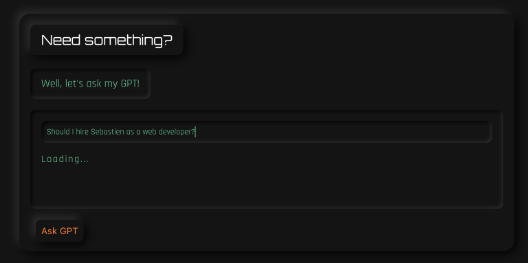 Need something?
Well, let's ask my GPT!
Should I hire Sebastien as a web developer?
Loading...
Ask GPT